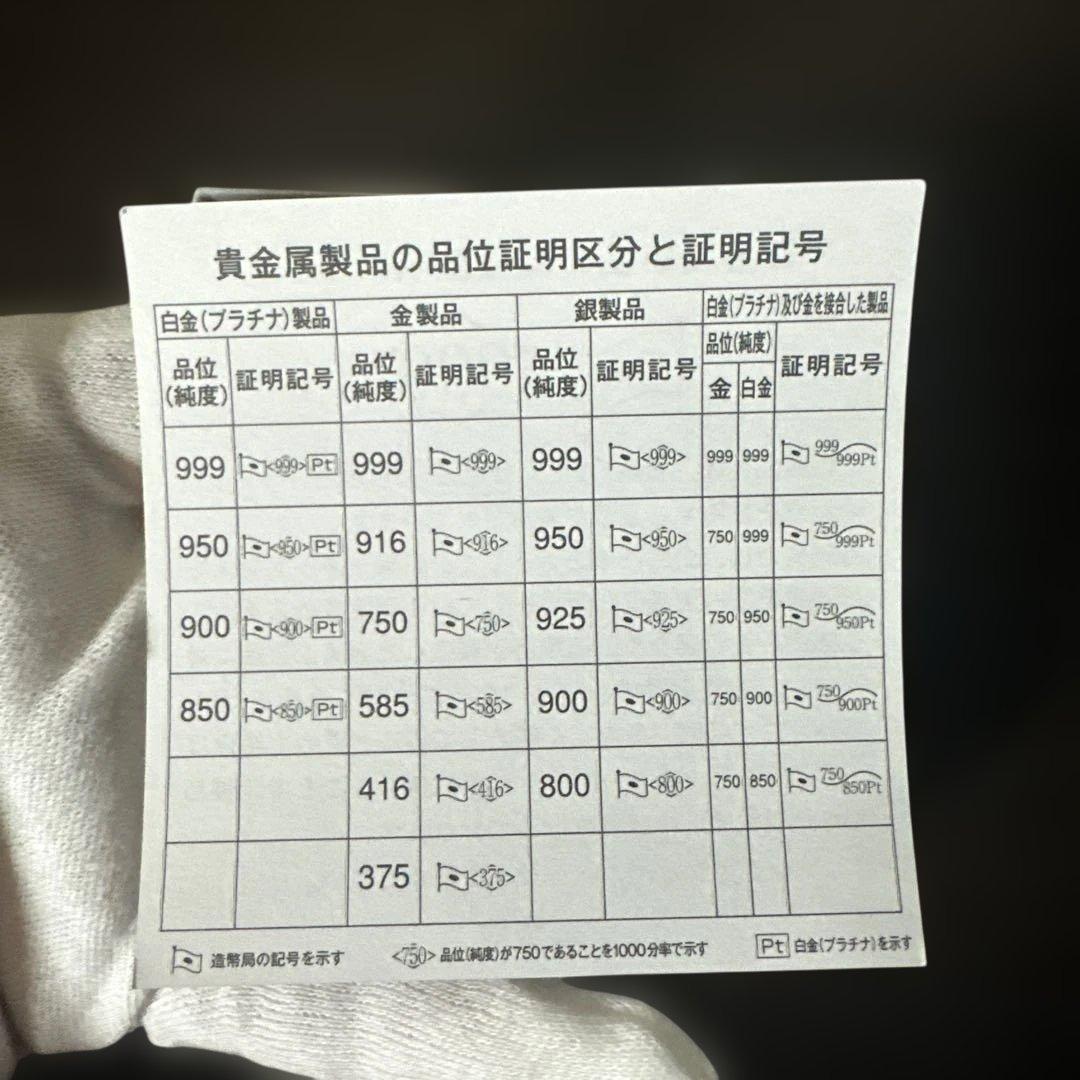 貴金属製品の品位証明区分と証明記号
白金(プラチナ)製品 金製品 銀製品 白金(プラチナ)及び金を接合した製品
品位(純度) 証明記号 品位(純度) 証明記号 品位(純度) 証明記号 品位(純度) 証明記号
金 白金
999 <999> Pt 999 <999> 999 <999> 999 999 999 999Pt
950 <950> Pt 916 <916> 950 <950> 750 999 750 999Pt
900 <900> Pt 750 <750> 925 <925> 750 950 750 950Pt
850 <850> Pt 585 <585> 900 <900> 750 900 750 900Pt
416 <416> 800 <800> 750 850 750 850Pt
375 <375>
造幣局の記号を示す <750> 品位(純度)が750であることを1000分率で示す Pt 白金(プラチナ)を示す